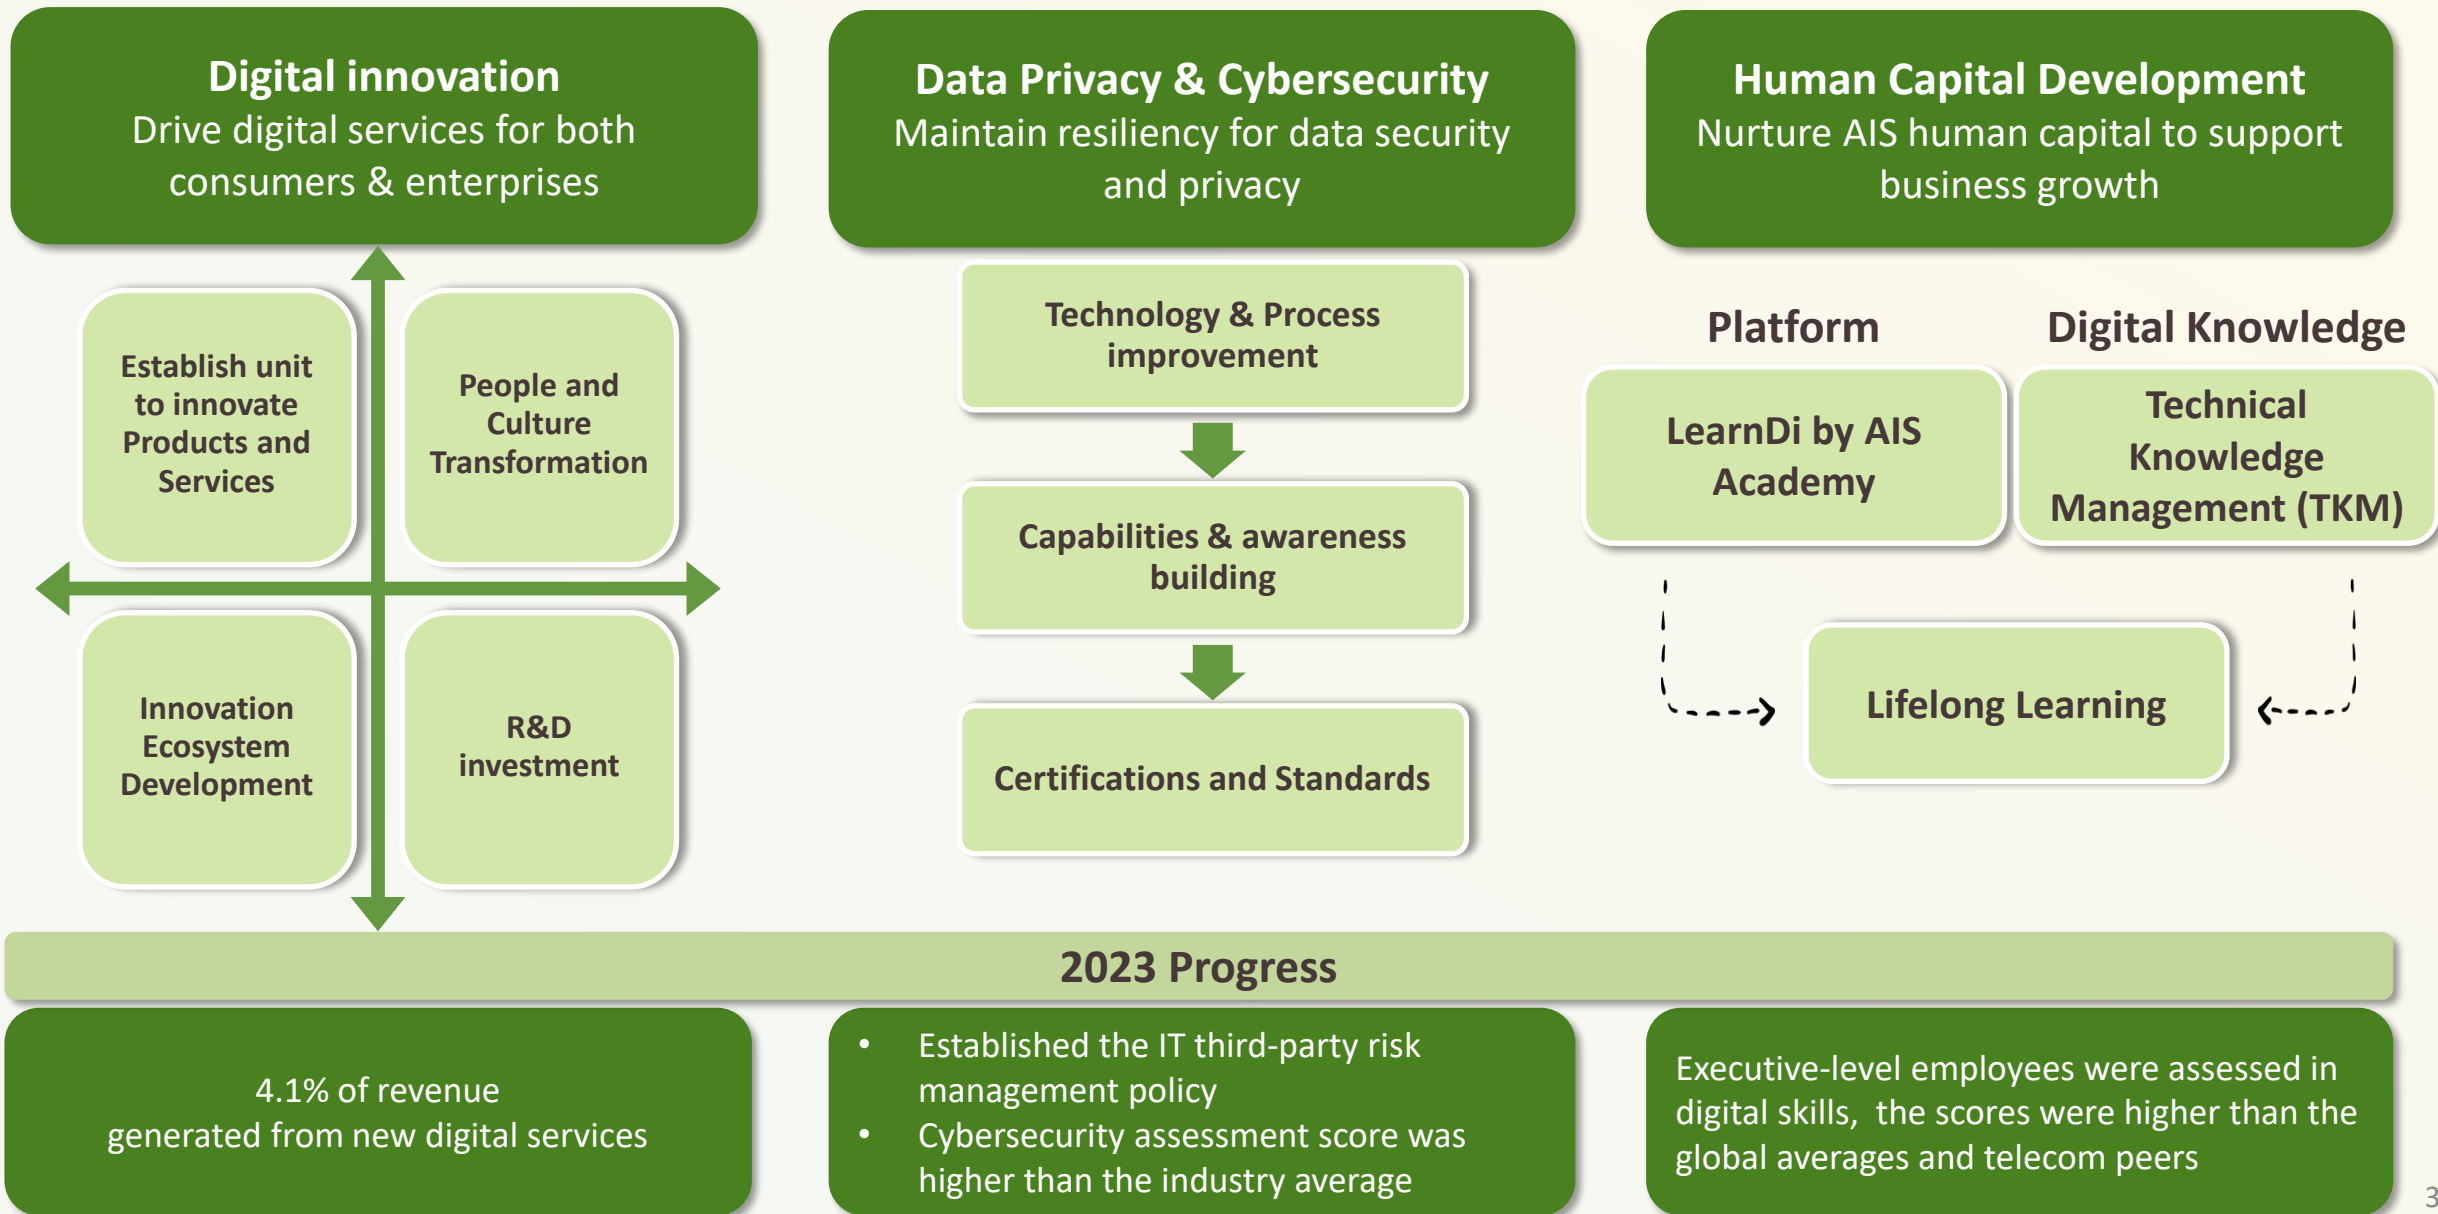 Digital innovation
Drive digital services for both
consumers & enterprises
Data Privacy & Cybersecurity
Maintain resiliency for data security
and privacy
Human Capital Development
Nurture AIS human capital to support
business growth
Establish unit
to innovate
Products and
Services
People and
Culture
Transformation
Innovation
Ecosystem
Development
R&D
investment
Technology & Process
improvement
Capabilities & awareness
building
Certifications and Standards
Platform
Digital Knowledge
LearnDi by AIS
Academy
Technical
Knowledge
Management (TKM)
Lifelong Learning
2023 Progress
4.1% of revenue
generated from new digital services
• Established the IT third-party risk
management policy
• Cybersecurity assessment score was
higher than the industry average
Executive-level employees were assessed in
digital skills, the scores were higher than the
global averages and telecom peers
3